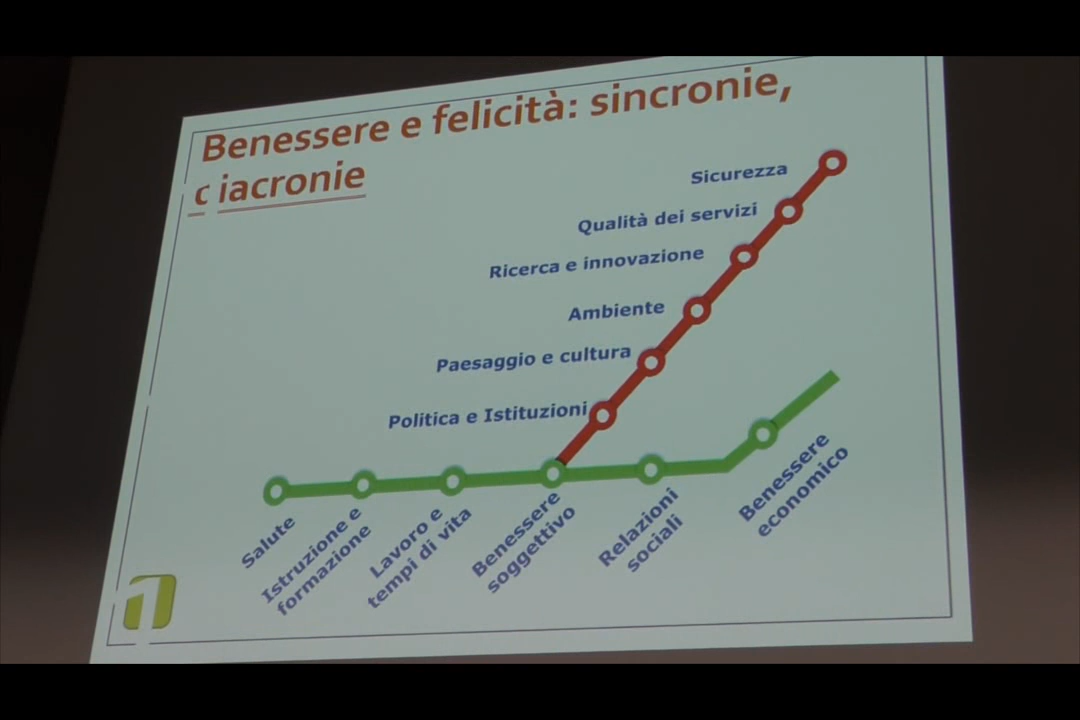 Benessere e felicità: sincronie,
c iacronie
Sicurezza
Qualità dei servizi
Ricerca e innovazione
Ambiente
Paesaggio e cultura
Politica e Istituzioni
Salute
Istruzione e
formazione
Lavoro e
tempi di vita
Benessere
soggettivo
Relazioni
sociali
Benessere
economico